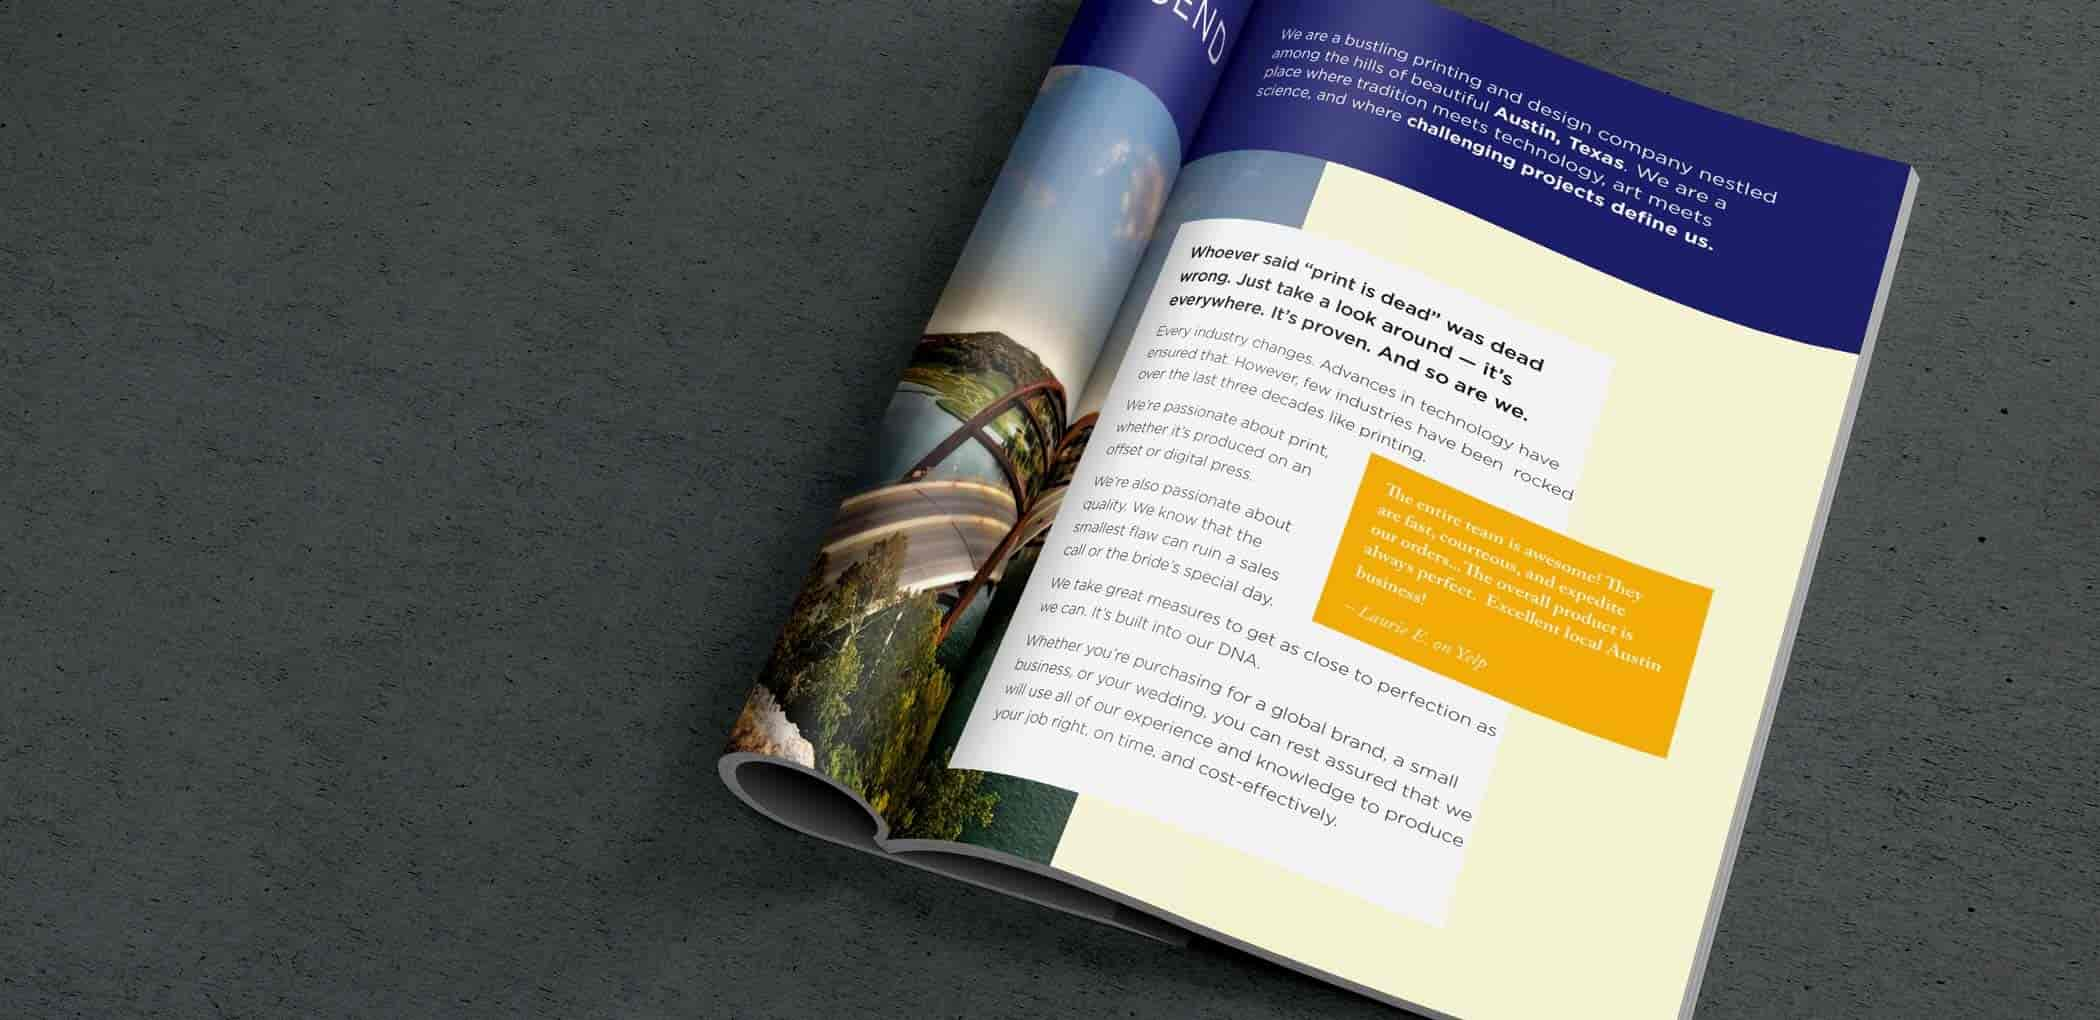 We are a bustling printing and design company nestled
among the hills of beautiful Austin, Texas. We are a
place where tradition meets technology, art meets
science, and where challenging projects define us.
Whoever said “print is dead” was dead
wrong. Just take a look around — it’s
everywhere. It’s proven. And so are we.
Every industry changes. Advances in technology have
ensured that. However, few industries have been rocked
over the last three decades like printing.
We’re passionate about print,
whether it’s produced on an
offset or digital press.
We’re also passionate about
quality. We know that the
smallest flaw can ruin a sales
call or the bride’s special day.
We take great measures to get as close to perfection as
we can. It’s built into our DNA.
Whether you’re purchasing for a global brand, a small
business, or your wedding, you can rest assured that we
will use all of our experience and knowledge to produce
your job right, on time, and cost-effectively.
The entire team is awesome! They
are fast, courteous, and expedite
our orders... The overall product is
always perfect. Excellent local Austin
business!
~ Laurie E. on Yelp